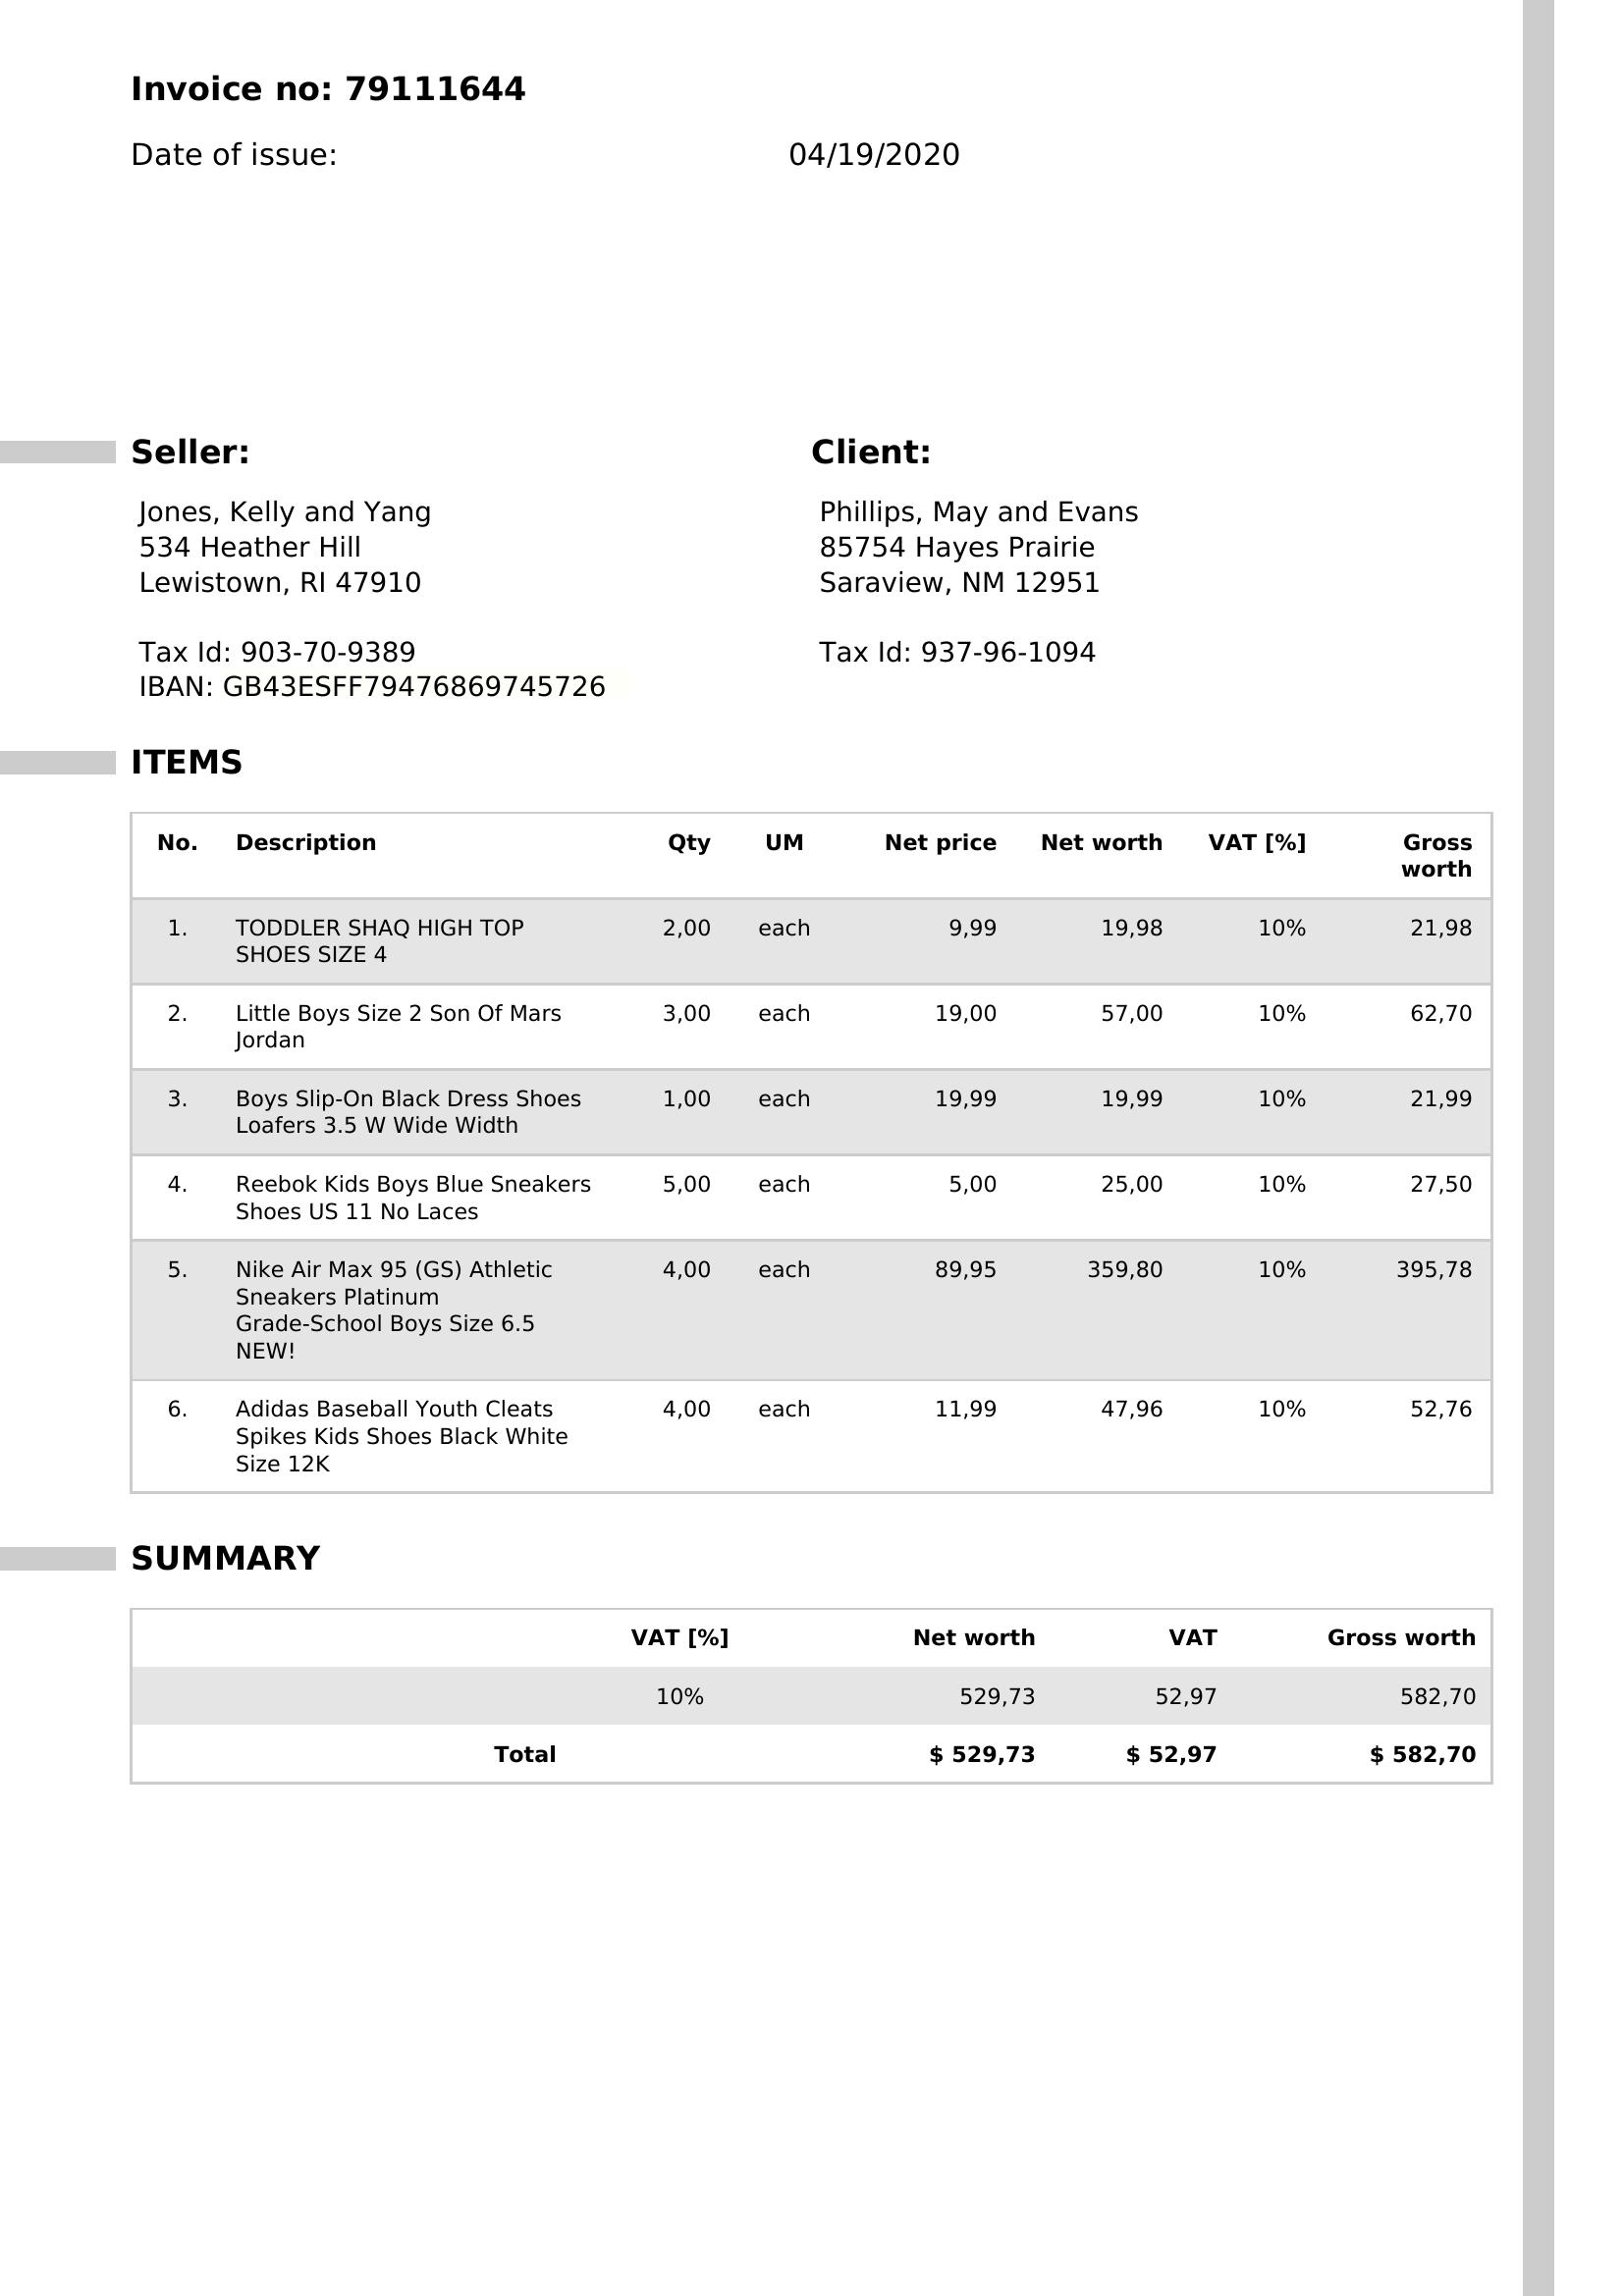 Invoice no: 79111644
Date of issue: 04/19/2020
Seller:
Jones, Kelly and Yang
534 Heather Hill
Lewistown, RI 47910
Tax Id: 903-70-9389
IBAN: GB43ESFF79476869745726
Client:
Phillips, May and Evans
85754 Hayes Prairie
Saraview, NM 12951
Tax Id: 937-96-1094
ITEMS
No. Description Qty UM Net price Net worth VAT [%] Gross
worth
1. TODDLER SHAQ HIGH TOP 2,00 each 9,99 19,98 10% 21,98
SHOES SIZE 4
2. Little Boys Size 2 Son Of Mars 3,00 each 19,00 57,00 10% 62,70
Jordan
3. Boys Slip-On Black Dress Shoes 1,00 each 19,99 19,99 10% 21,99
Loafers 3.5 W Wide Width
4. Reebok Kids Boys Blue Sneakers 5,00 each 5,00 25,00 10% 27,50
Shoes US 11 No Laces
5. Nike Air Max 95 (GS) Athletic 4,00 each 89,95 359,80 10% 395,78
Sneakers Platinum
Grade-School Boys Size 6.5
NEW!
6. Adidas Baseball Youth Cleats 4,00 each 11,99 47,96 10% 52,76
Spikes Kids Shoes Black White
Size 12K
SUMMARY
VAT [%] Net worth VAT Gross worth
10% 529,73 52,97 582,70
Total $ 529,73 $ 52,97 $ 582,70